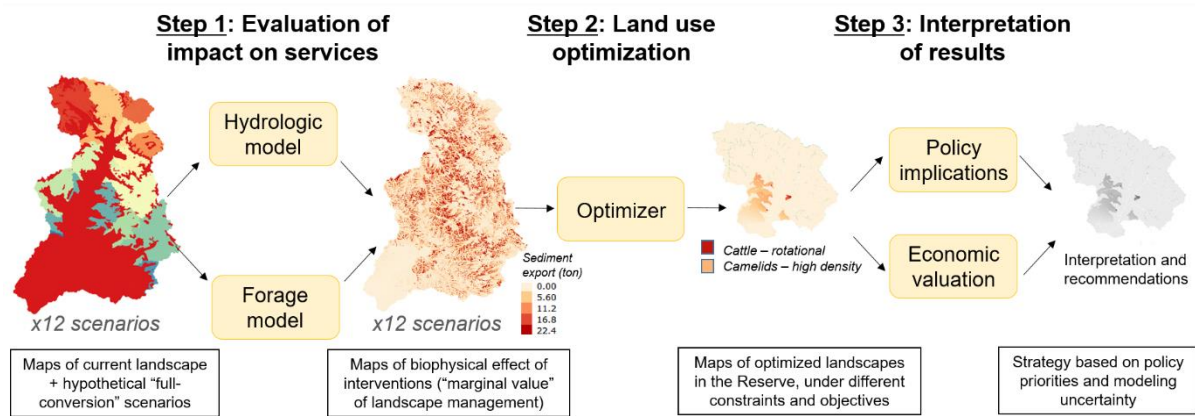 Step 1: Evaluation of
impact on services
Step 2: Land use
optimization
Step 3: Interpretation
of results
Hydrologic
model
Forage
model
x12 scenarios
x12 scenarios
Sediment
export (ton)
0.00
5.60
11.2
16.8
22.4
Optimizer
Cattle – rotational
Camelids – high density
Policy
implications
Economic
valuation
Interpretation and
recommendations
Maps of current landscape
+ hypothetical “full-
conversion” scenarios
Maps of biophysical effect of
interventions (“marginal value”
of landscape management)
Maps of optimized landscapes
in the Reserve, under different
constraints and objectives
Strategy based on policy
priorities and modeling
uncertainty